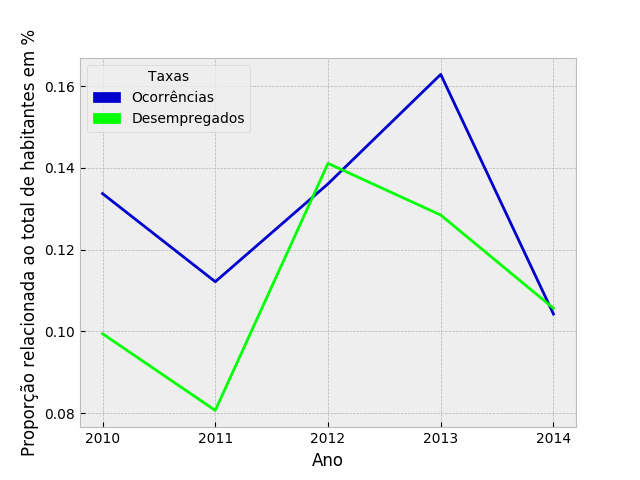 Proporção relacionada ao total de habitantes em %
Taxas
Ocorrências
Desempregados
0.16
0.14
0.12
0.10
0.08
2010 2011 2012 2013 2014
Ano